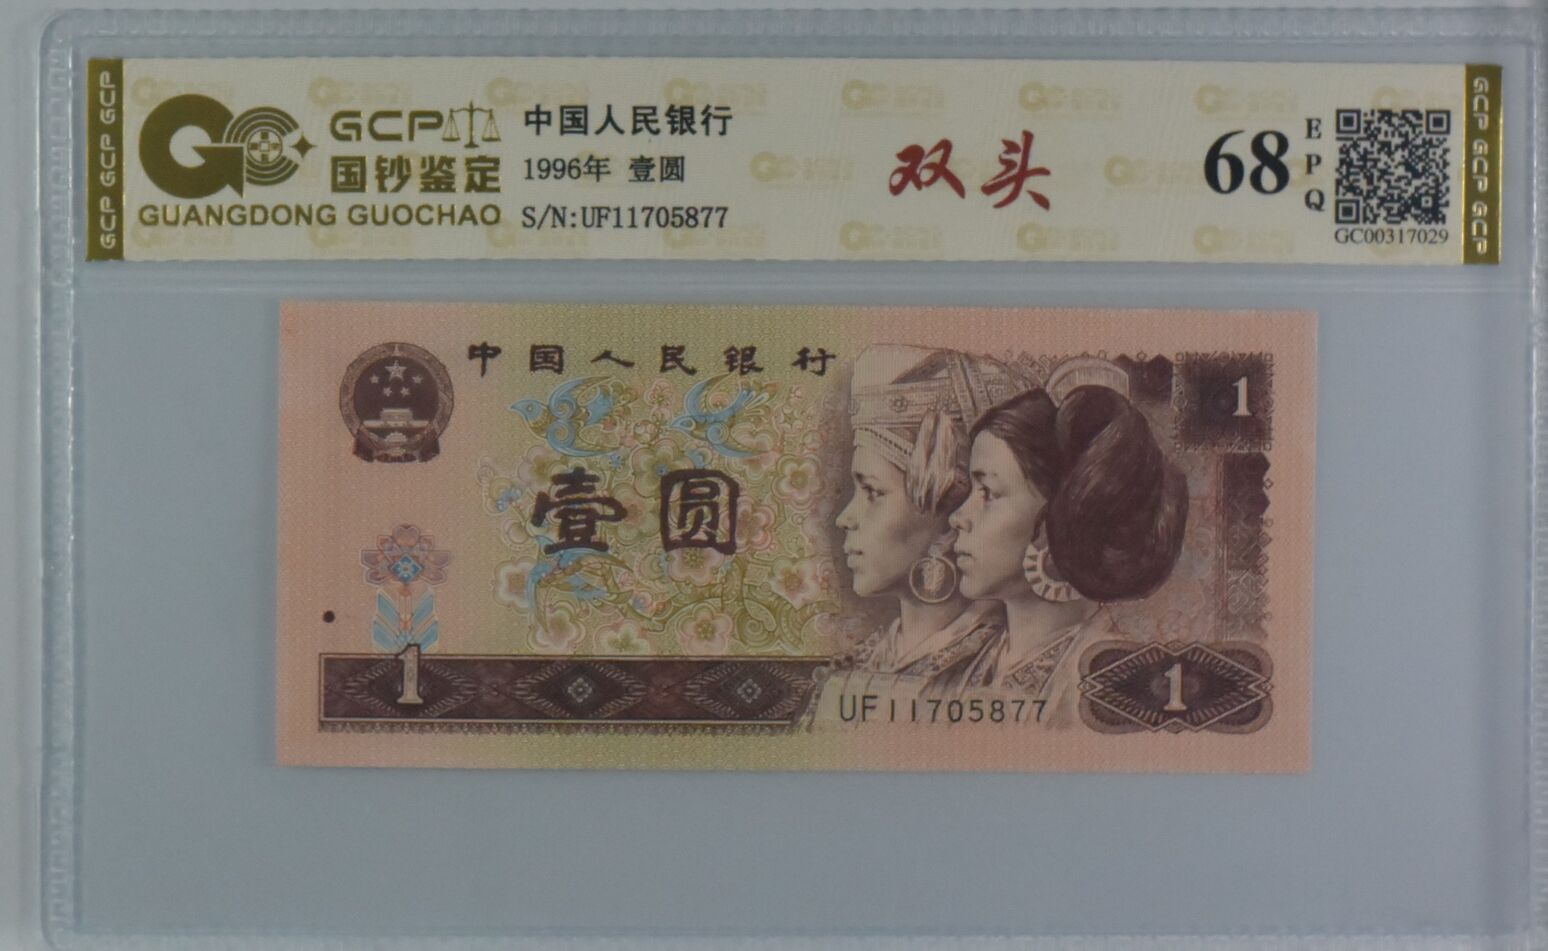 GCP
国钞鉴定
GUANGDONG GUOCHAO
中国人民银行
1996年 壹圆
S/N:UF11705877
双头
68
EPQ
GC00317029
GCP GCP GCP
GCP GCP GCP
中国人民银行
1
壹圆
1
UF11705877
1